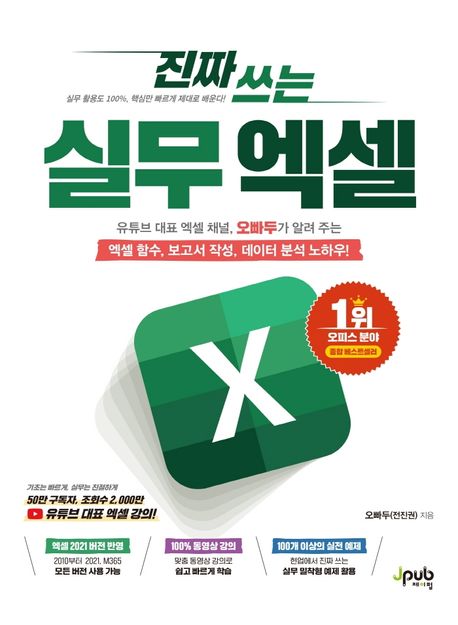 진짜 쓰는
실무 활용도 100%, 핵심만 빠르게 제대로 배운다!
실무 엑셀
유튜브 대표 엑셀 채널, 오빠두가 알려 주는
엑셀 함수, 보고서 작성, 데이터 분석 노하우!
1위
오피스 분야
종합 베스트셀러
X
기초는 빠르게, 실무는 친절하게
50만 구독자, 조회수 2,000만
유튜브 대표 엑셀 강의!
오빠두(전진권) 지음
엑셀 2021 버전 반영
2010부터 2021, M365
모든 버전 사용 가능
100% 동영상 강의
맞춤 동영상 강의로
쉽고 빠르게 학습
100개 이상의 실전 예제
현업에서 진짜 쓰는
실무 밀착형 예제 활용
Jpub
제이펍